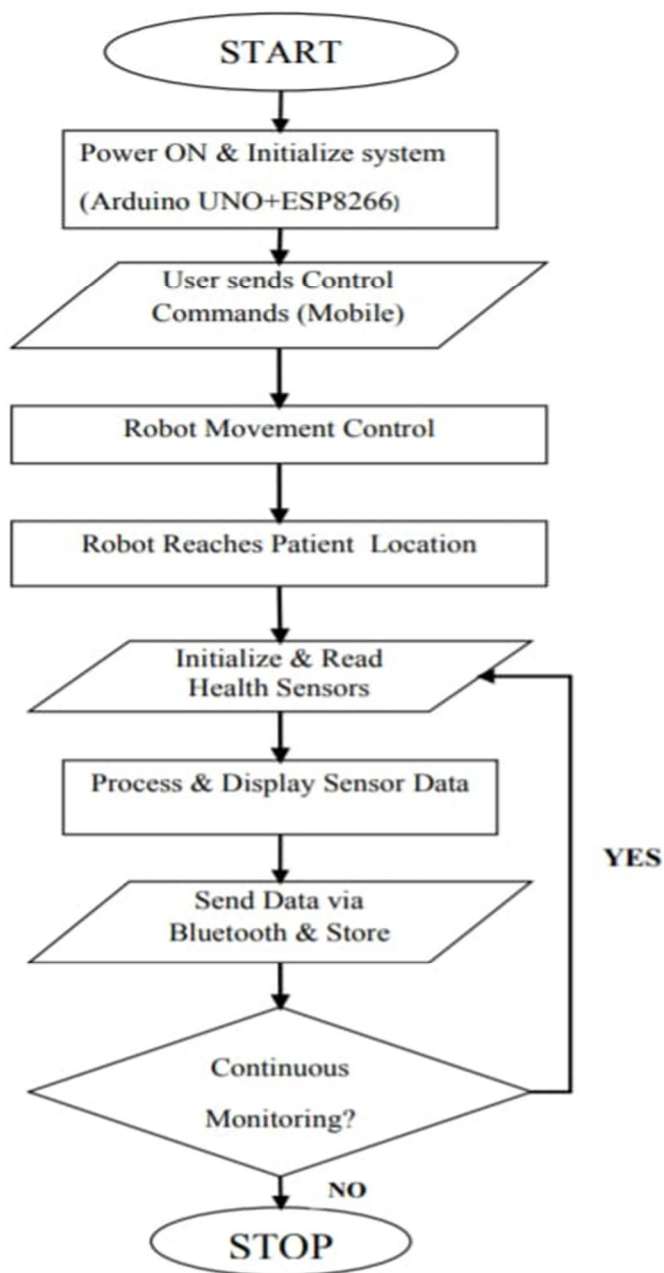 START
Power ON & Initialize system
(Arduino UNO+ESP8266)
User sends Control
Commands (Mobile)
Robot Movement Control
Robot Reaches Patient Location
Initialize & Read
Health Sensors
Process & Display Sensor Data
YES
Send Data via
Bluetooth & Store
Continuous
Monitoring?
NO
STOP